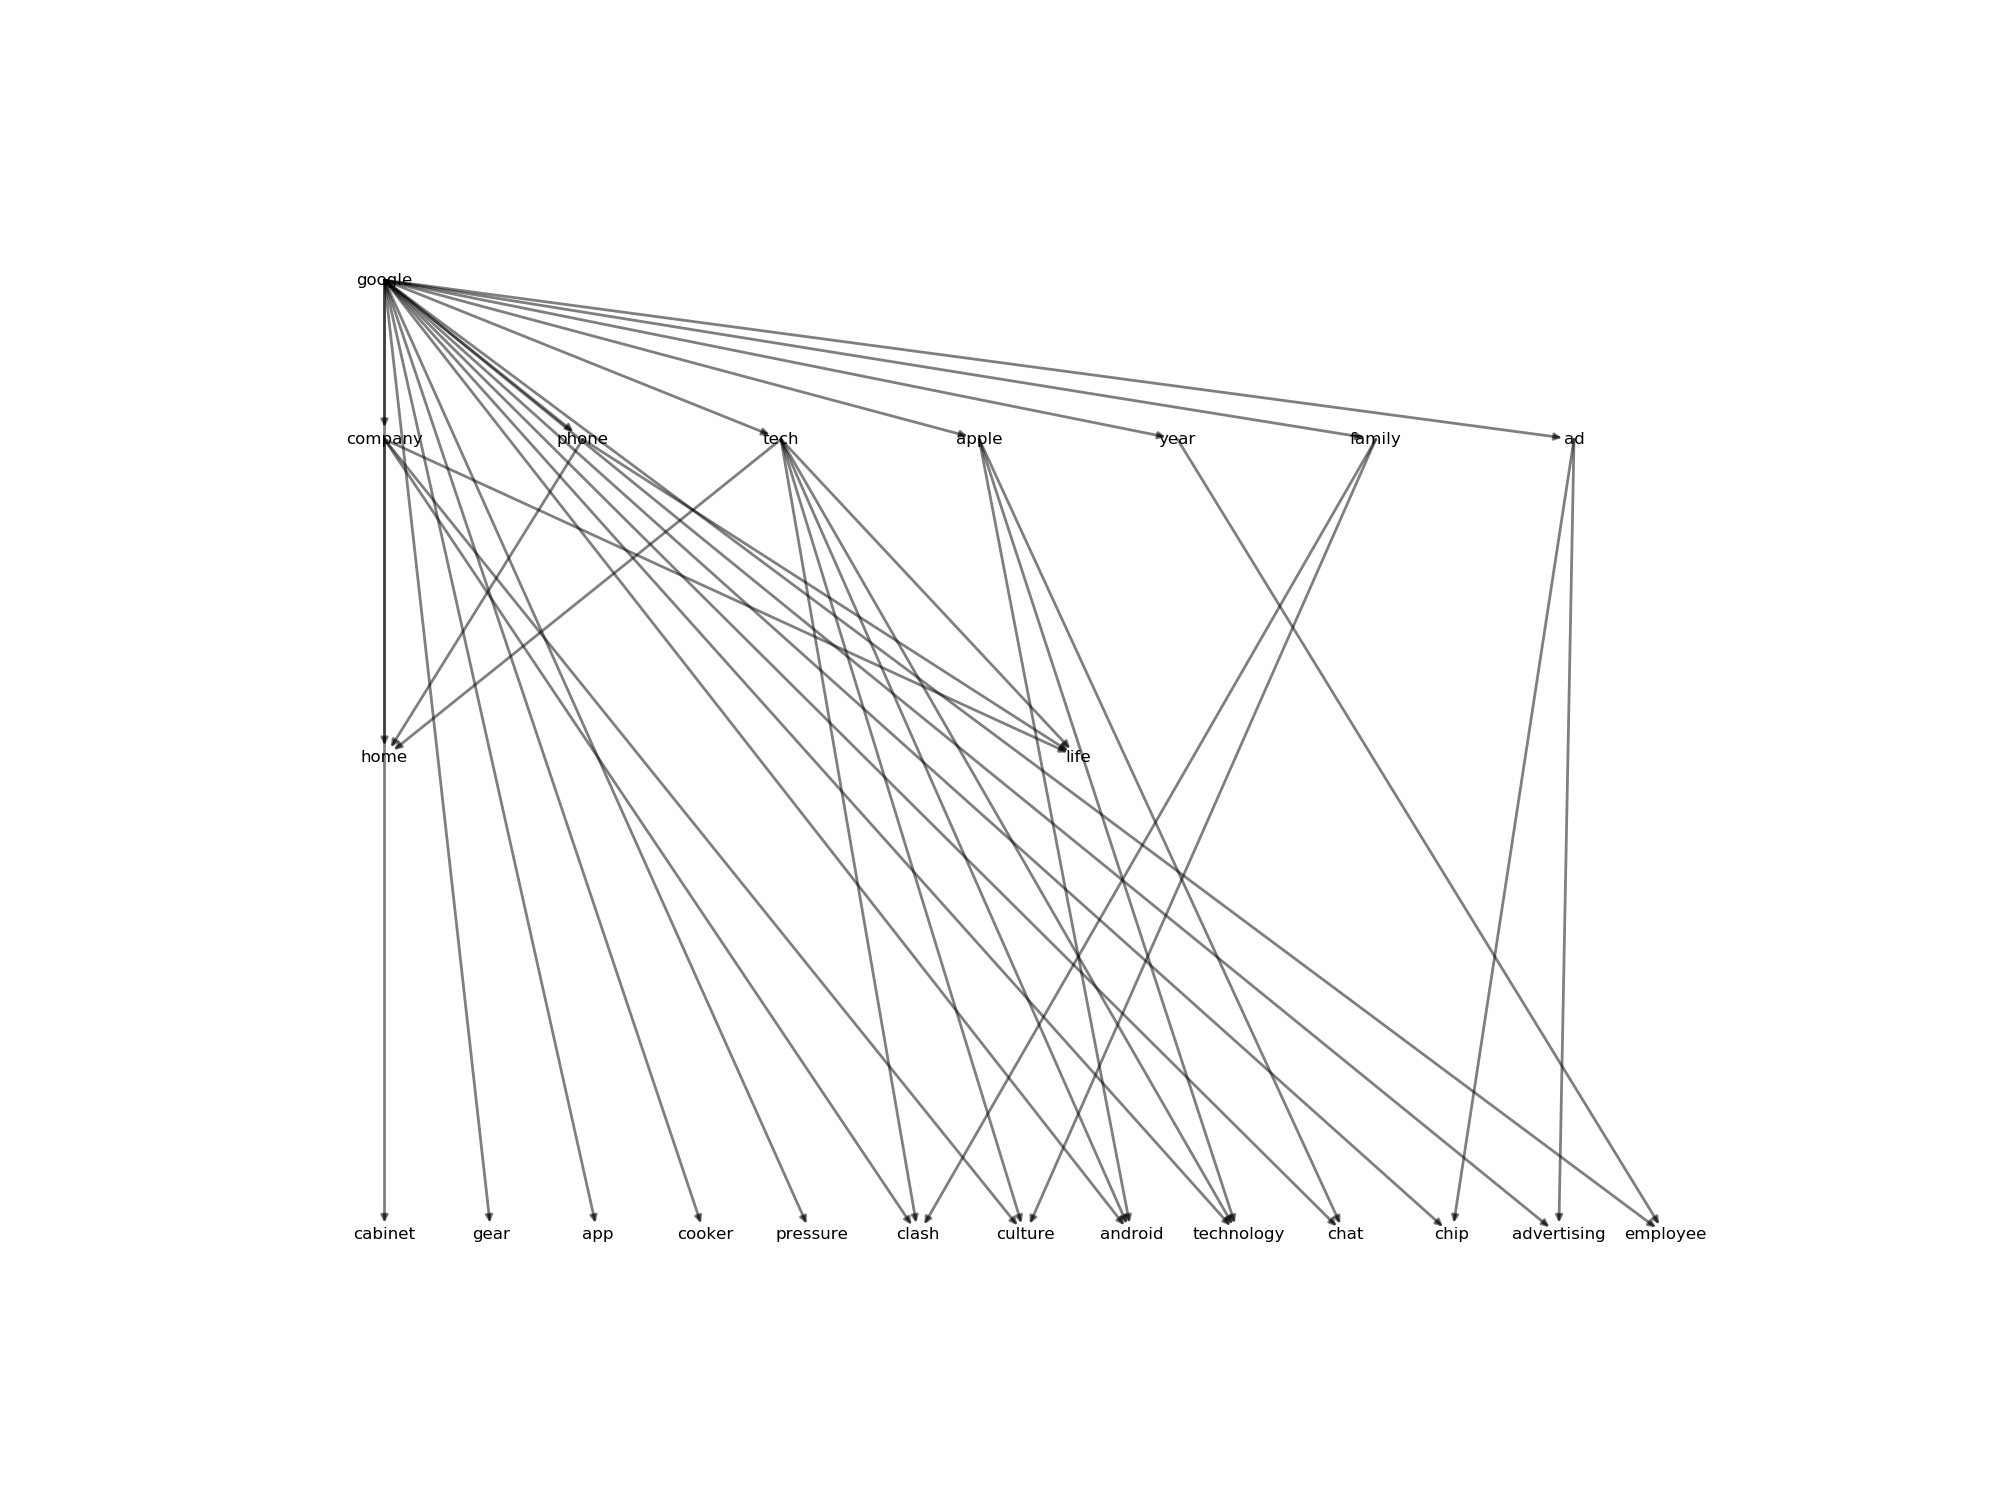 google
company phone tech apple year family ad
home life
cabinet gear app cooker pressure clash culture android technology chat chip advertising employee